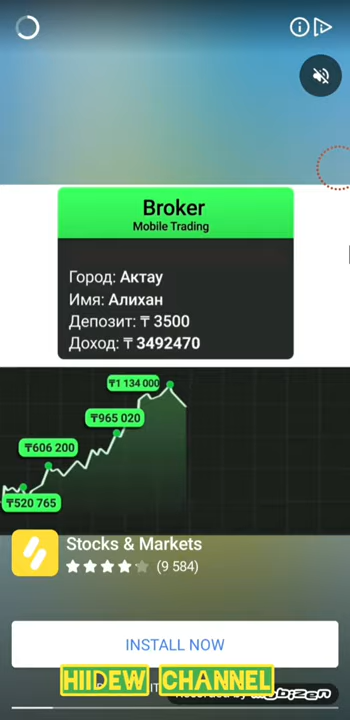 Broker
Mobile Trading
Город: Актау
Имя: Алихан
Депозит: ₸ 3500
Доход: ₸ 3492470
₸1 134 000
₸965 020
₸606 200
₸520 765
Stocks & Markets
(9 584)
INSTALL NOW
HIIDEW CHANNEL